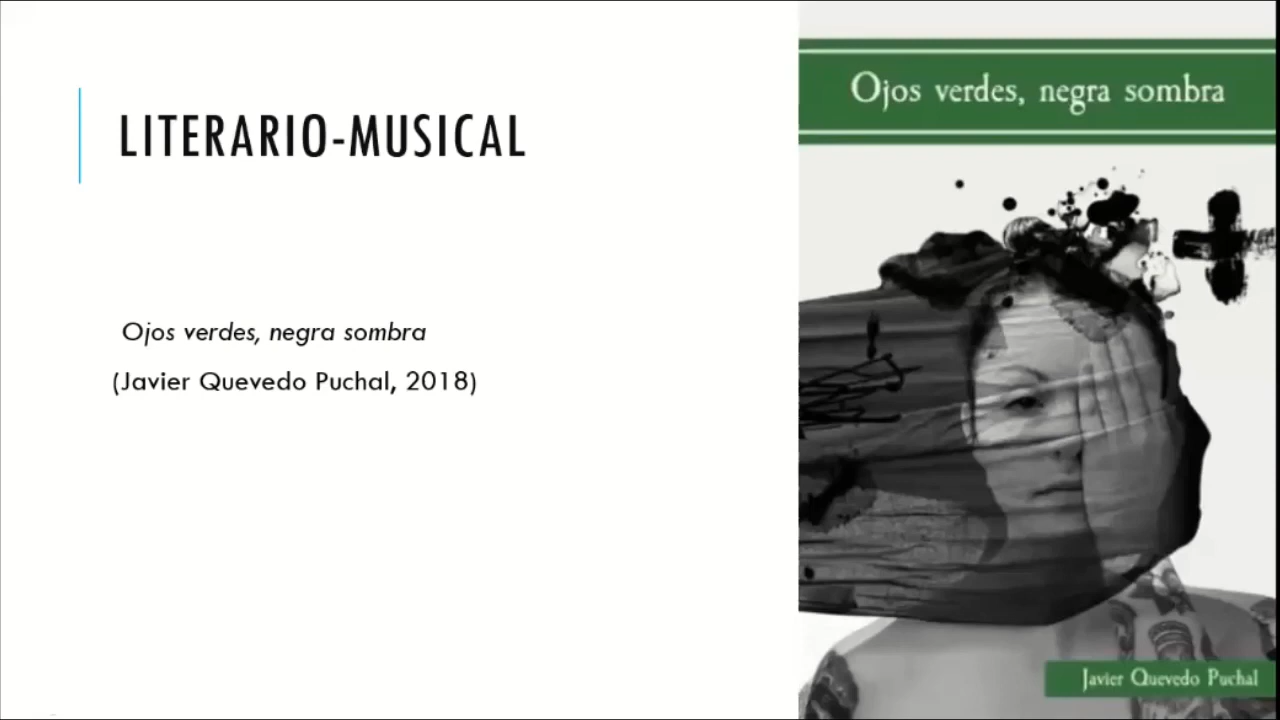 LITERARIO-MUSICAL
Ojos verdes, negra sombra
(Javier Quevedo Puchal, 2018)
Ojos verdes, negra sombra
Javier Quevedo Puchal